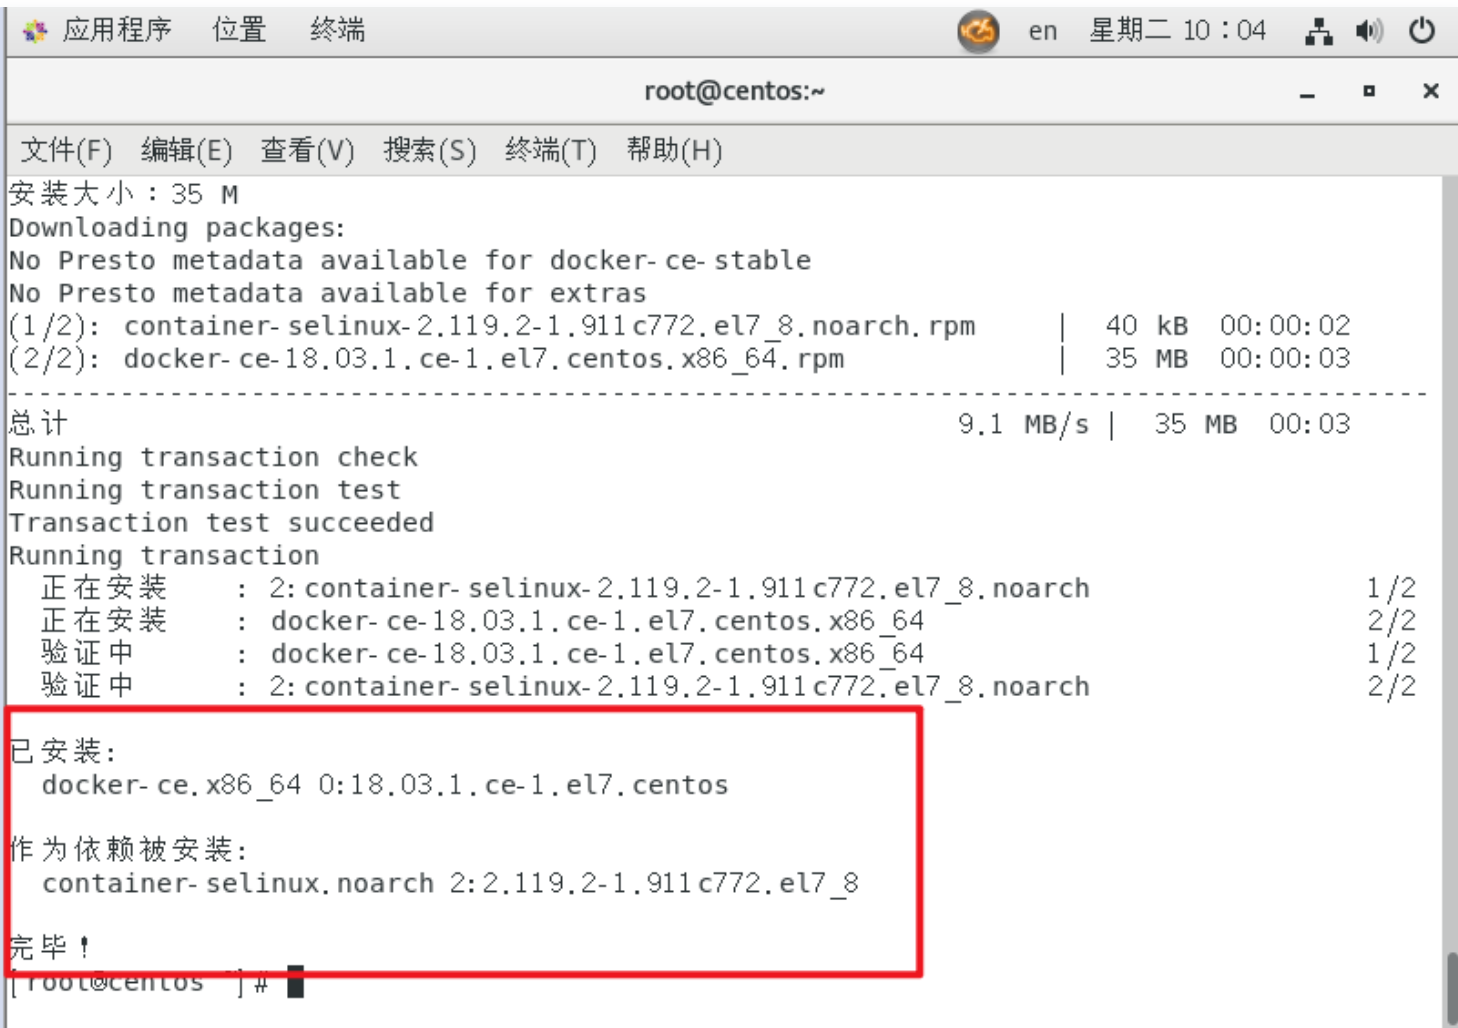 应用程序 位置 终端 en 星期二 10：04
root@centos:~
文件(F) 编辑(E) 查看(V) 搜索(S) 终端(T) 帮助(H)
安装大小：35 M
Downloading packages:
No Presto metadata available for docker-ce-stable
No Presto metadata available for extras
(1/2): container-selinux-2.119.2-1.911c772.el7_8.noarch.rpm | 40 kB 00:00:02
(2/2): docker-ce-18.03.1.ce-1.el7.centos.x86_64.rpm | 35 MB 00:00:03
--------------------------------------------------------------------------------
总计 9.1 MB/s | 35 MB 00:03
Running transaction check
Running transaction test
Transaction test succeeded
Running transaction
正在安装 : 2:container-selinux-2.119.2-1.911c772.el7_8.noarch 1/2
正在安装 : docker-ce-18.03.1.ce-1.el7.centos.x86_64 2/2
验证中 : docker-ce-18.03.1.ce-1.el7.centos.x86_64 1/2
验证中 : 2:container-selinux-2.119.2-1.911c772.el7_8.noarch 2/2
已安装:
docker-ce.x86_64 0:18.03.1.ce-1.el7.centos
作为依赖被安装:
container-selinux.noarch 2:2.119.2-1.911c772.el7_8
完毕！
[root@centos ~]#